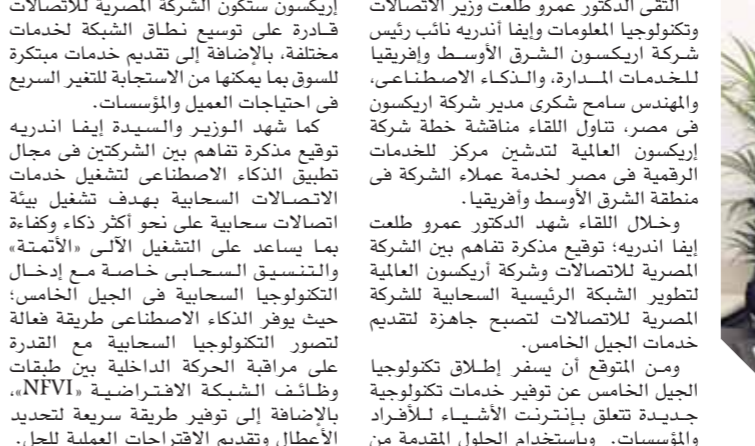 التقى الدكتور عمرو طلعت وزير الاتصالات
وتكنولوجيا المعلومات وإيفا أندريه نائب رئيس
شركة اريكسون الشرق الأوسط وإفريقيا
للخدمات المدارة، والذكاء الاصطناعى،
والمهندس سامح شكرى مدير شركة اريكسون
فى مصر، تناول اللقاء مناقشة خطة شركة
إريكسون العالمية لتدشين مركز للخدمات
الرقمية فى مصر لخدمة عملاء الشركة فى
منطقة الشرق الأوسط وأفريقيا.
وخلال اللقاء شهد الدكتور عمرو طلعت
إيفا اندريه؛ توقيع مذكرة تفاهم بين الشركة
المصرية للاتصالات وشركة أريكسون العالمية
لتطوير الشبكة الرئيسية السحابية للشركة
المصرية للاتصالات لتصبح جاهزة لتقديم
خدمات الجيل الخامس.
ومن المتوقع أن يسفر إطلاق تكنولوجيا
الجيل الخامس عن توفير خدمات تكنولوجية
جديدة تتعلق بإنترنت الأشياء للأفراد
والمؤسسات. وباستخدام الحلول المقدمة من
إريكسون ستكون الشركة المصرية للاتصالات
قادرة على توسيع نطاق الشبكة لخدمات
مختلفة، بالإضافة إلى تقديم خدمات مبتكرة
للسوق بما يمكنها من الاستجابة للتغير السريع
فى احتياجات العميل والمؤسسات.
كما شهد الوزير والسيدة إيفا اندريه
توقيع مذكرة تفاهم بين الشركتين فى مجال
تطبيق الذكاء الاصطناعى لتشغيل خدمات
الاتصالات السحابية بهدف تشغيل بيئة
اتصالات سحابية على نحو أكثر ذكاء وكفاءة
بما يساعد على التشغيل الآلى «الأتمتة»
والتنسيق السحابى خاصة مع إدخال
التكنولوجيا السحابية فى الجيل الخامس؛
حيث يوفر الذكاء الاصطناعى طريقة فعالة
لتصور التكنولوجيا السحابية مع القدرة
على مراقبة الحركة الداخلية بين طبقات
وظائف الشبكة الافتراضية «NFVI»،
بالإضافة إلى توفير طريقة سريعة لتحديد
الأعطال وتقديم الاقتراحات العملية للحل.